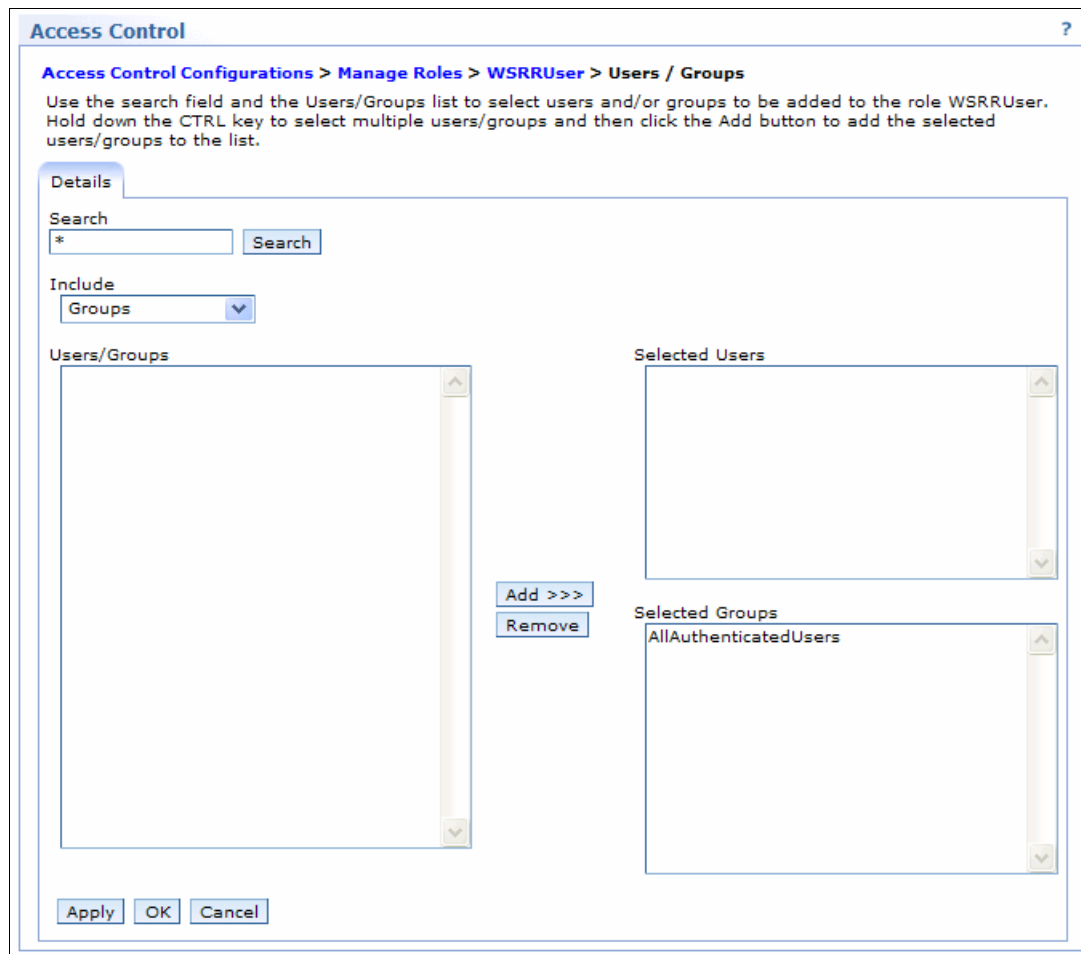 Access Control
?
Access Control Configurations > Manage Roles > WSRRUser > Users / Groups
Use the search field and the Users/Groups list to select users and/or groups to be added to the role WSRRUser.
Hold down the CTRL key to select multiple users/groups and then click the Add button to add the selected
users/groups to the list.
Details
Search
*
Search
Include
Groups
Users/Groups
Selected Users
Add >>>
Remove
Selected Groups
AllAuthenticatedUsers
Apply
OK
Cancel